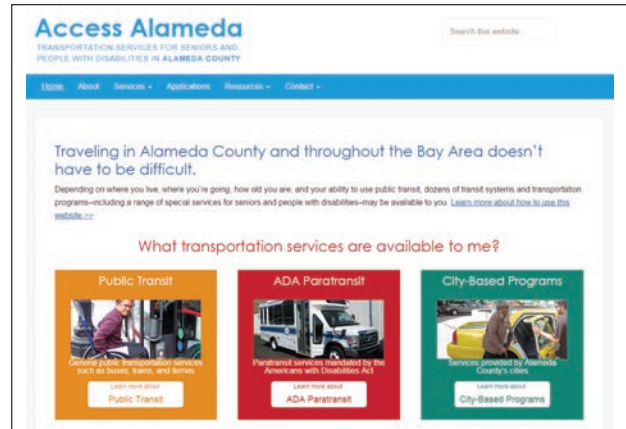 Access Alameda
TRANSPORTATION SERVICES FOR SENIORS AND
PEOPLE WITH DISABILITIES IN ALAMEDA COUNTY
Search this website
Home About Services Applications Resources Contact
Traveling in Alameda County and throughout the Bay Area doesn't
have to be difficult.
Depending on where you live, where you're going, how old you are, and your ability to use public transit, dozens of transit systems and transportation
programs–including a range of special services for seniors and people with disabilities–may be available to you. Learn more about how to use this
website >>
What transportation services are available to me?
Public Transit
General public transportation services
such as buses, trains, and ferries
Learn more about
Public Transit
ADA Paratransit
Paratransit services mandated by the
Americans with Disabilities Act
Learn more about
ADA Paratransit
City-Based Programs
Services provided by Alameda
County's cities
Learn more about
City-Based Programs